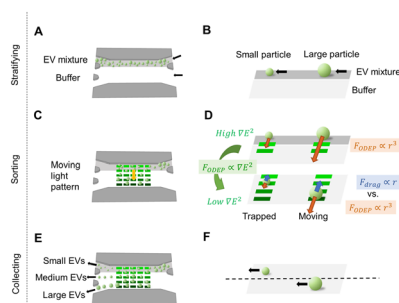 Stratifying
A
EV mixture
Buffer
B
Small particle
Large particle
EV mixture
Buffer
Sorting
C
Moving
light
pattern
D
High ∇E²
F_ODEP ∝ ∇E²
Low ∇E²
F_ODEP ∝ r³
F_drag ∝ r
vs.
F_ODEP ∝ r³
Trapped
Moving
Collecting
E
Small EVs
Medium EVs
Large EVs
F